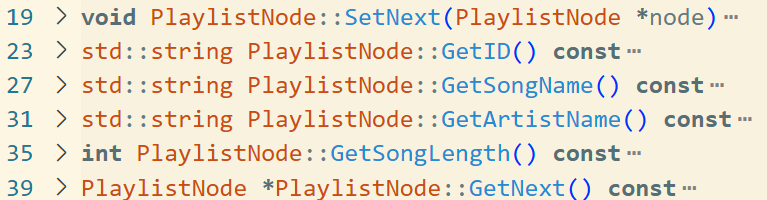 19 > void PlaylistNode::SetNext(PlaylistNode *node)⋯
23 > std::string PlaylistNode::GetID() const⋯
27 > std::string PlaylistNode::GetSongName() const⋯
31 > std::string PlaylistNode::GetArtistName() const⋯
35 > int PlaylistNode::GetSongLength() const⋯
39 > PlaylistNode *PlaylistNode::GetNext() const⋯